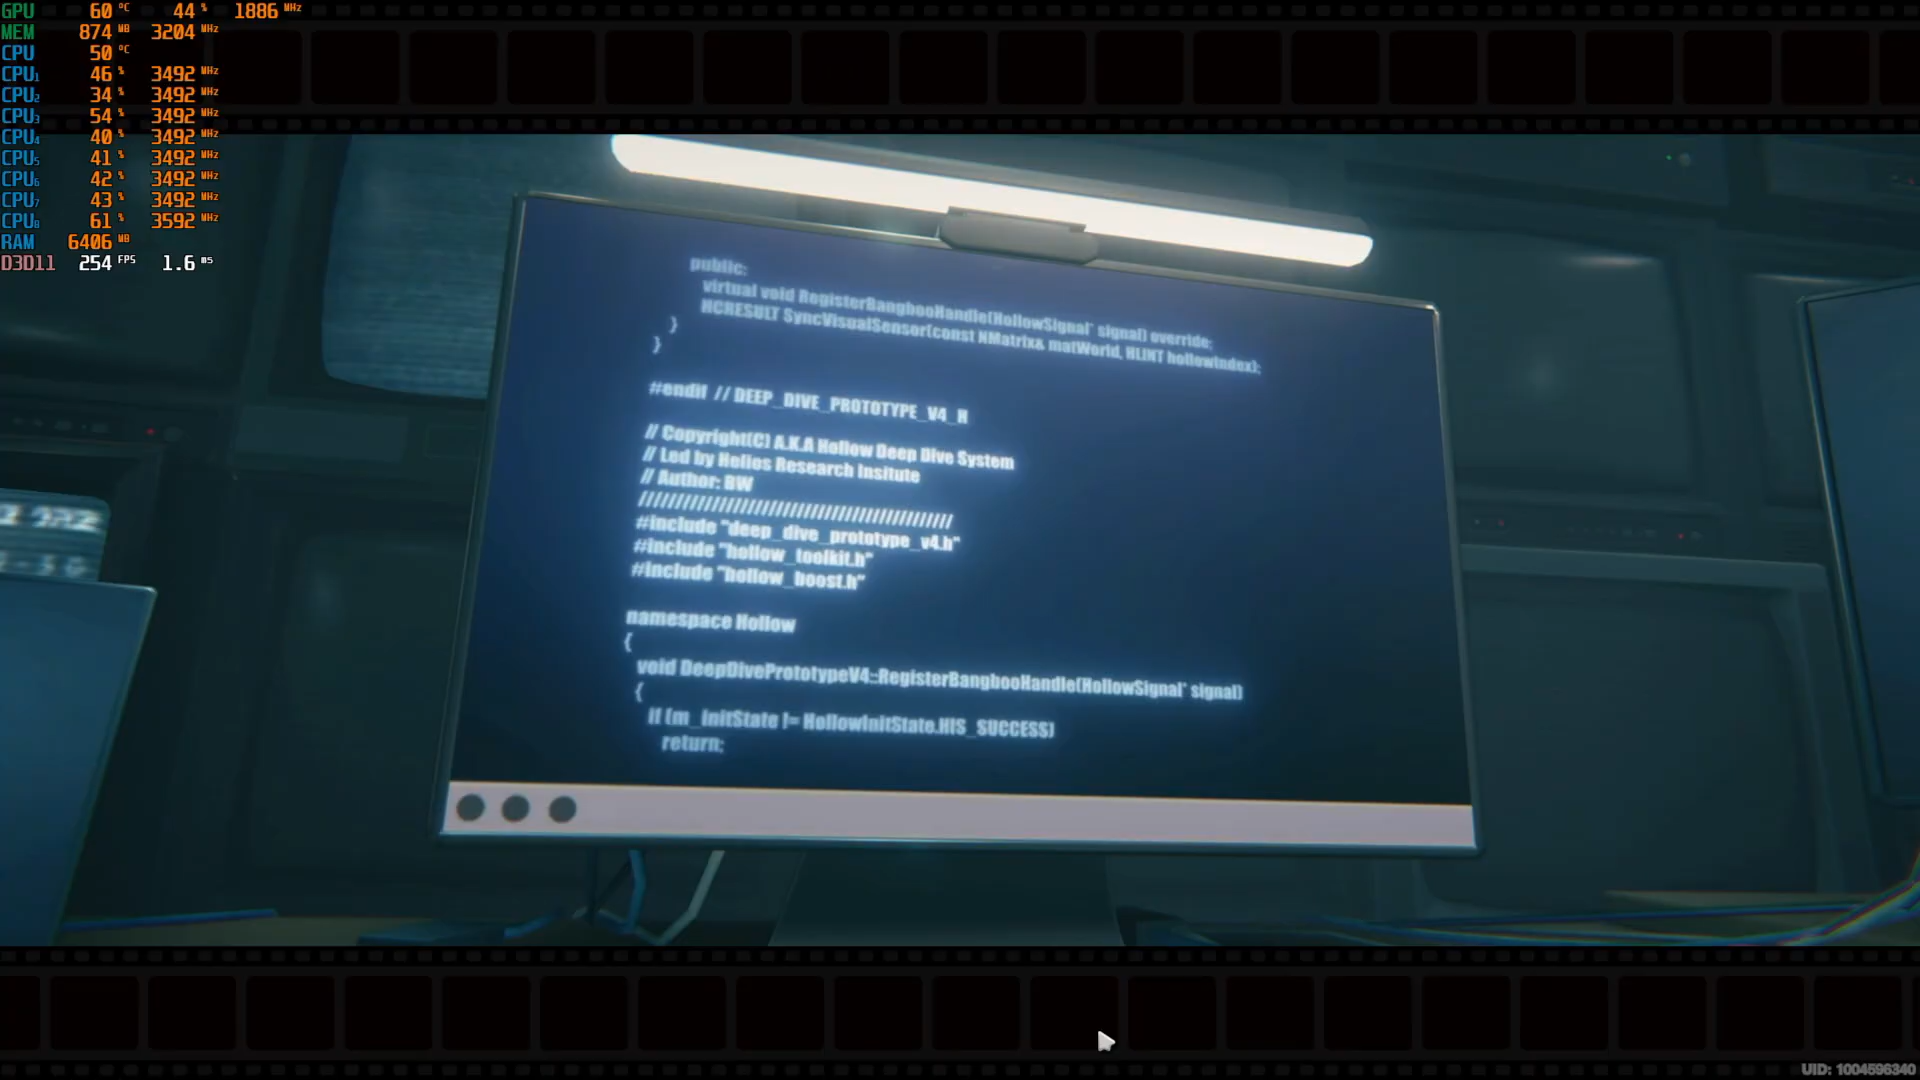 GPU 60 °C 44 % 1886 MHz
MEM 874 MB 3204 MHz
CPU 50 °C
CPU1 46 % 3492 MHz
CPU2 34 % 3492 MHz
CPU3 54 % 3492 MHz
CPU4 40 % 3492 MHz
CPU5 41 % 3492 MHz
CPU6 42 % 3492 MHz
CPU7 43 % 3492 MHz
CPU8 61 % 3592 MHz
RAM 6406 MB
D3D11 254 FPS 1.6 ms
public:
virtual void RegisterBangbooHandle(HollowSignal* signal) override;
HCRESULT SyncVisualSensor(const NMatrix& matWorld, HLINT hollowIndex);
}
}
#endif // DEEP_DIVE_PROTOTYPE_V4_H
// Copyright(C) A.K.A Hollow Deep Dive System
// Led by Helios Research Insitute
// Author: RW
//////////////////////////////////////////
#include "deep_dive_prototype_v4.h"
#include "hollow_toolkit.h"
#include "hollow_boost.h"
namespace Hollow
{
void DeepDivePrototypeV4::RegisterBangbooHandle(HollowSignal* signal)
{
if (m_InitState != HollowInitState.HIS_SUCCESS)
return;
UID: 1004596340